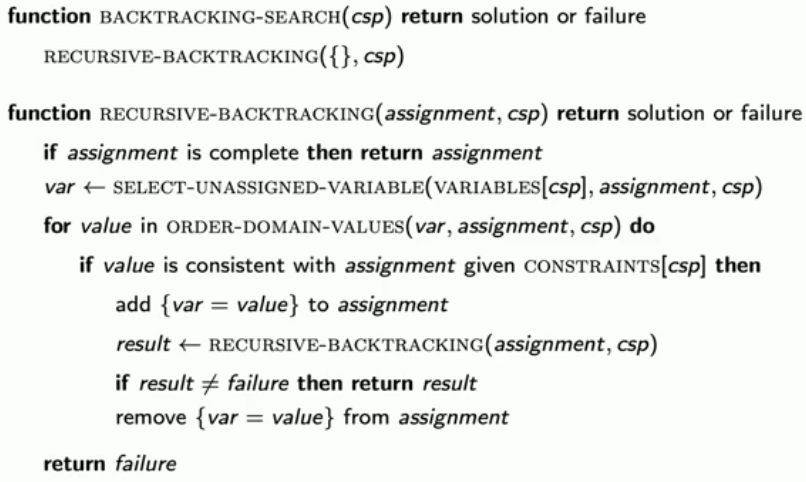 function BACKTRACKING-SEARCH(csp) return solution or failure
RECURSIVE-BACKTRACKING({}, csp)
function RECURSIVE-BACKTRACKING(assignment, csp) return solution or failure
if assignment is complete then return assignment
var ← SELECT-UNASSIGNED-VARIABLE(VARIABLES[csp], assignment, csp)
for value in ORDER-DOMAIN-VALUES(var, assignment, csp) do
if value is consistent with assignment given CONSTRAINTS[csp] then
add {var = value} to assignment
result ← RECURSIVE-BACKTRACKING(assignment, csp)
if result ≠ failure then return result
remove {var = value} from assignment
return failure